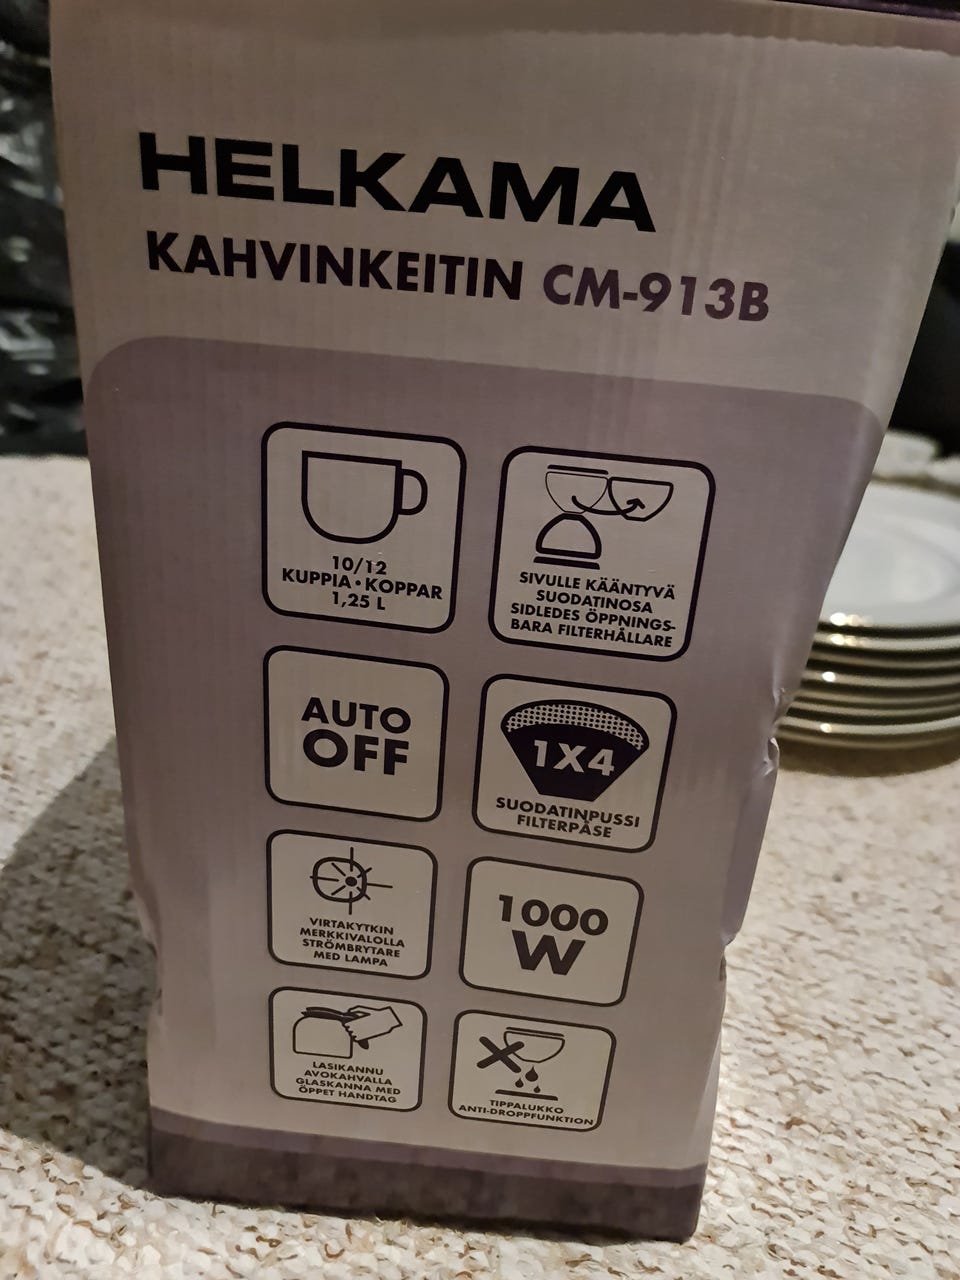 HELKAMA
KAHVINKEITIN CM-913B
10/12
KUPPIA • KOPPAR
1,25 L
SIVULLE KÄÄNTYVÄ
SUODATINOSA
SIDLEDES ÖPPNINGS-
BARA FILTERHÅLLARE
AUTO
OFF
1X4
SUODATINPUSSI
FILTERPÅSE
VIRTAKYTKIN
MERKKIVALOLLA
STRÖMBRYTARE
MED LAMPA
1000
W
LASIKANNU
AVOKAHVALLA
GLASKANNA MED
ÖPPET HANDTAG
TIPPALUKKO
ANTI-DROPPFUNKTION